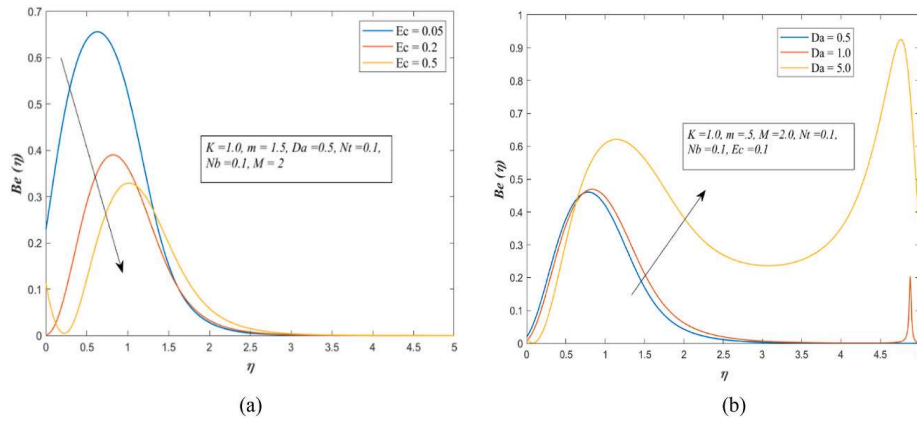 0.7
0.6
0.5
0.4
0.3
0.2
0.1
0
Be (η)
Ec = 0.05
Ec = 0.2
Ec = 0.5
K =1.0, m = 1.5, Da =0.5, Nt =0.1,
Nb =0.1, M = 2
0 0.5 1 1.5 2 2.5 3 3.5 4 4.5 5
η
(a)
1
0.9
0.8
0.7
0.6
0.5
0.4
0.3
0.2
0.1
0
Be (η)
Da = 0.5
Da = 1.0
Da = 5.0
K =1.0, m =.5, M =2.0, Nt =0.1,
Nb =0.1, Ec =0.1
0 0.5 1 1.5 2 2.5 3 3.5 4 4.5 5
η
(b)